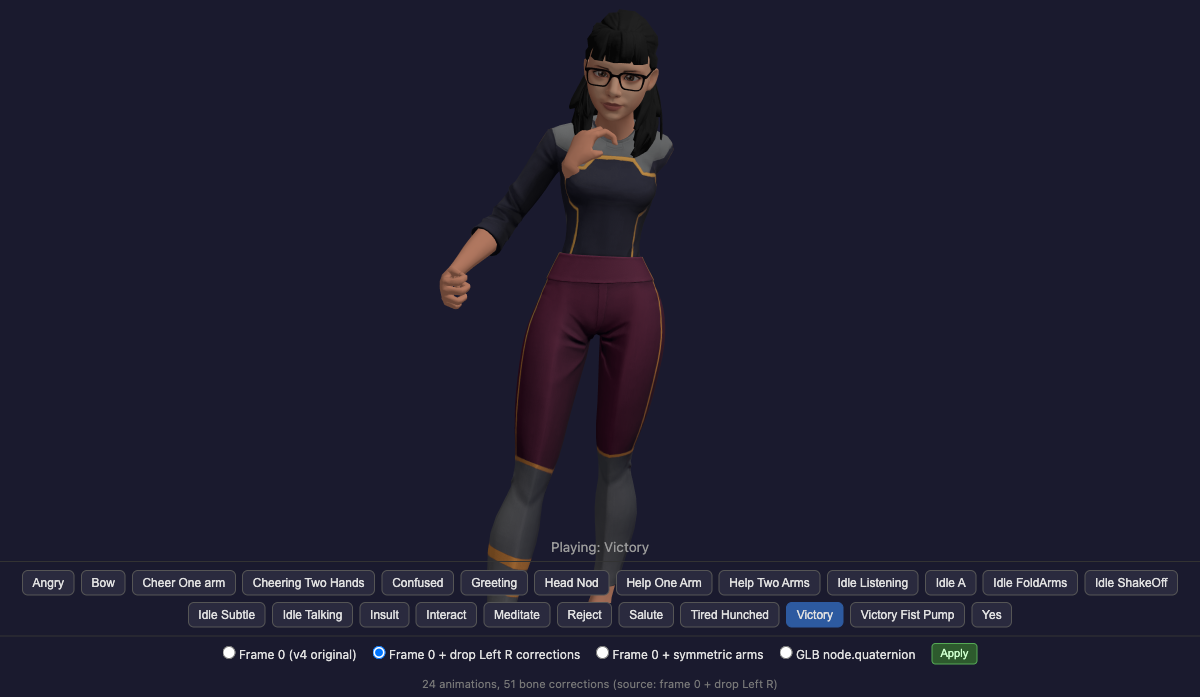 Playing: Victory
Angry Bow Cheer One arm Cheering Two Hands Confused Greeting Head Nod Help One Arm Help Two Arms Idle Listening Idle A Idle FoldArms Idle ShakeOff
Idle Subtle Idle Talking Insult Interact Meditate Reject Salute Tired Hunched Victory Victory Fist Pump Yes
Frame 0 (v4 original) Frame 0 + drop Left R corrections Frame 0 + symmetric arms GLB node.quaternion Apply
24 animations, 51 bone corrections (source: frame 0 + drop Left R)